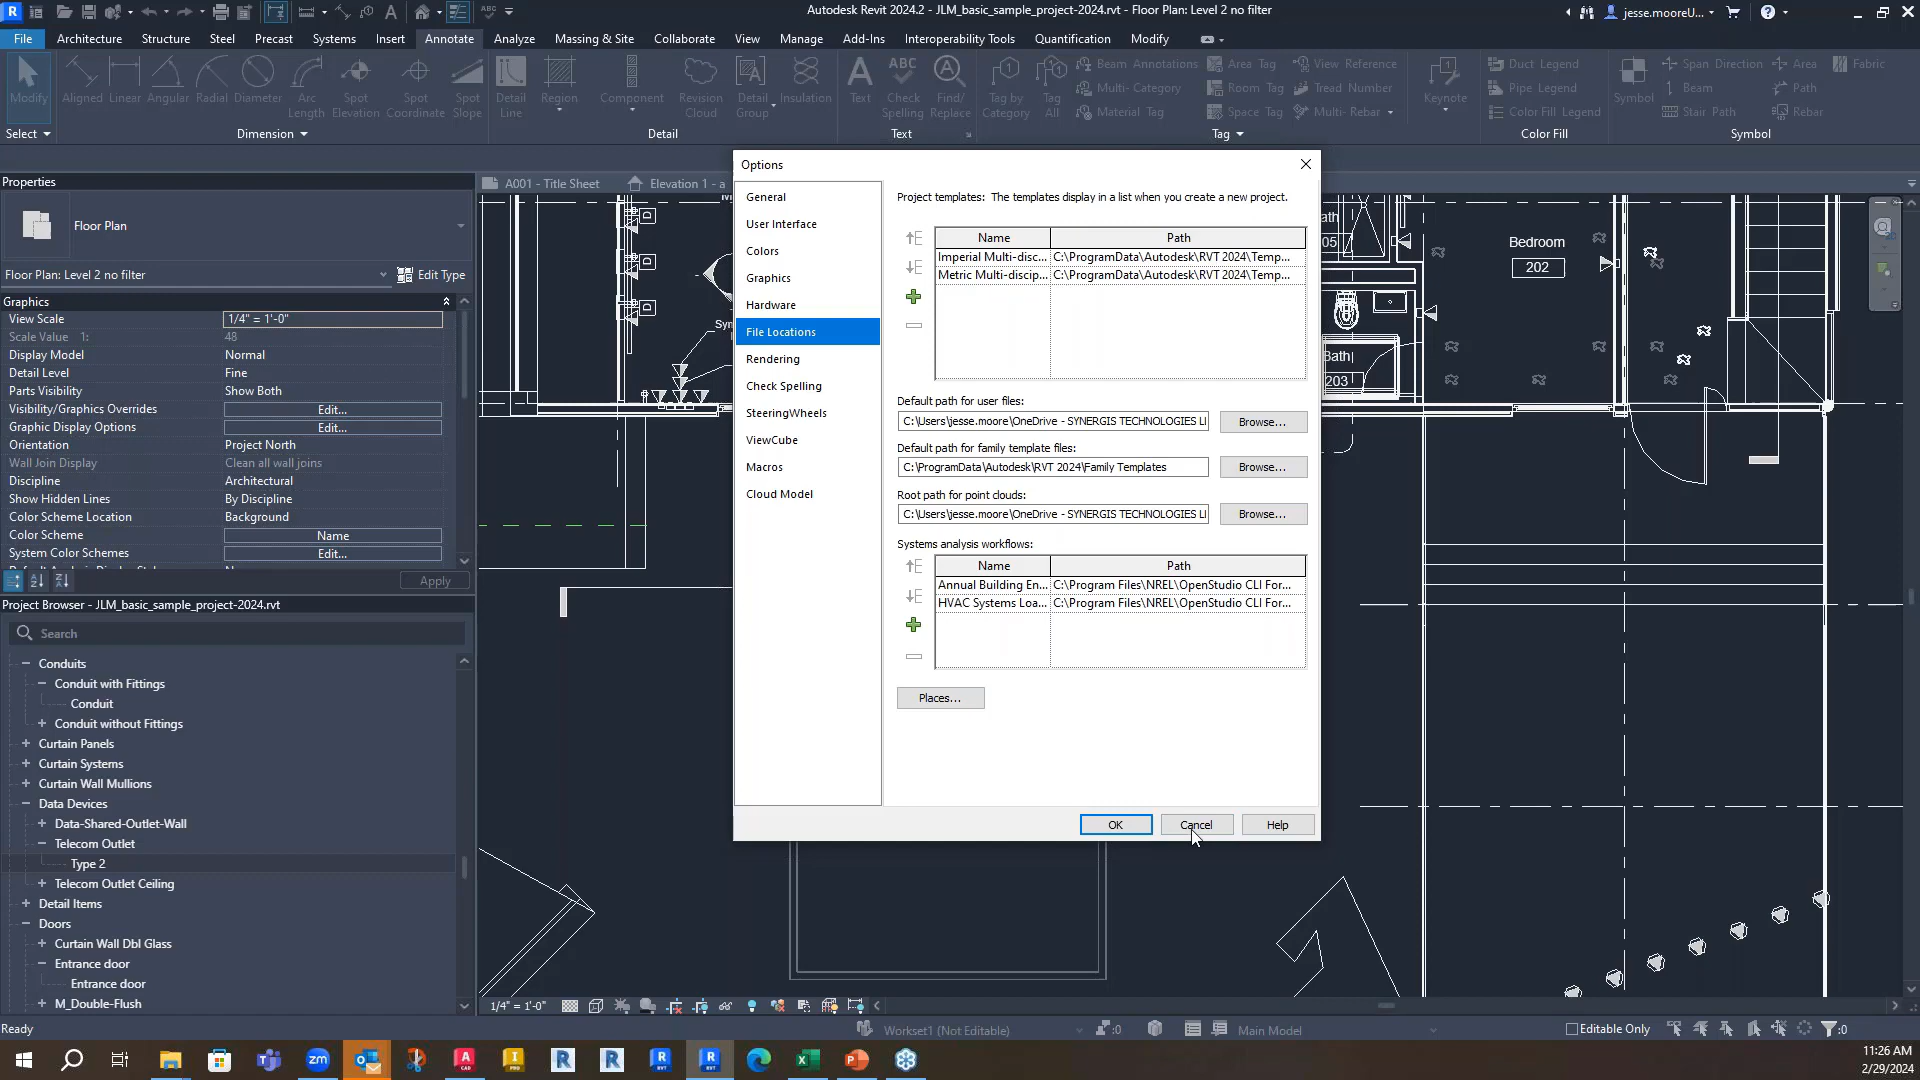 Autodesk Revit 2024.2 - JLM_basic_sample_project-2024.rvt - Floor Plan: Level 2 no filter
jesse.mooreU...
File Architecture Structure Steel Precast Systems Insert Annotate Analyze Massing & Site Collaborate View Manage Add-Ins Interoperability Tools Quantification Modify
Modify
Aligned Linear Angular Radial Diameter Arc Length Spot Elevation Spot Coordinate Spot Slope
Detail Line Region Component Revision Cloud Detail Group Insulation
Text Check Spelling Find/ Replace
Tag by Category Tag All
Beam Annotations Area Tag View Reference
Multi- Category Room Tag Tread Number
Material Tag Space Tag Multi- Rebar
Keynote
Duct Legend
Pipe Legend
Color Fill Legend
Symbol
Span Direction Area Fabric
Beam Path
Stair Path Rebar
Select Dimension Detail Text Tag Color Fill Symbol
Properties
Floor Plan
Floor Plan: Level 2 no filter Edit Type
Graphics
View Scale 1/4" = 1'-0"
Scale Value 1: 48
Display Model Normal
Detail Level Fine
Parts Visibility Show Both
Visibility/Graphics Overrides Edit...
Graphic Display Options Edit...
Orientation Project North
Wall Join Display Clean all wall joins
Discipline Architectural
Show Hidden Lines By Discipline
Color Scheme Location Background
Color Scheme Name
System Color Schemes Edit...
Apply
Project Browser - JLM_basic_sample_project-2024.rvt
Search
Conduits
Conduit with Fittings
Conduit
Conduit without Fittings
Curtain Panels
Curtain Systems
Curtain Wall Mullions
Data Devices
Data-Shared-Outlet-Wall
Telecom Outlet
Type 2
Telecom Outlet Ceiling
Detail Items
Doors
Curtain Wall Dbl Glass
Entrance door
Entrance door
M_Double-Flush
A001 - Title Sheet Elevation 1 - a
Bedroom
202
Bath
203
Options
General
User Interface
Colors
Graphics
Hardware
File Locations
Rendering
Check Spelling
SteeringWheels
ViewCube
Macros
Cloud Model
Project templates: The templates display in a list when you create a new project.
Name Path
Imperial Multi-disc... C:\ProgramData\Autodesk\RVT 2024\Temp...
Metric Multi-discip... C:\ProgramData\Autodesk\RVT 2024\Temp...
Default path for user files:
C:\Users\jesse.moore\OneDrive - SYNERGIS TECHNOLOGIES LI Browse...
Default path for family template files:
C:\ProgramData\Autodesk\RVT 2024\Family Templates Browse...
Root path for point clouds:
C:\Users\jesse.moore\OneDrive - SYNERGIS TECHNOLOGIES LI Browse...
Systems analysis workflows:
Name Path
Annual Building En... C:\Program Files\NREL\OpenStudio CLI For...
HVAC Systems Loa... C:\Program Files\NREL\OpenStudio CLI For...
Places...
OK Cancel Help
1/4" = 1'-0"
Ready
Workset1 (Not Editable) :0 Main Model Editable Only :0
11:26 AM
2/29/2024